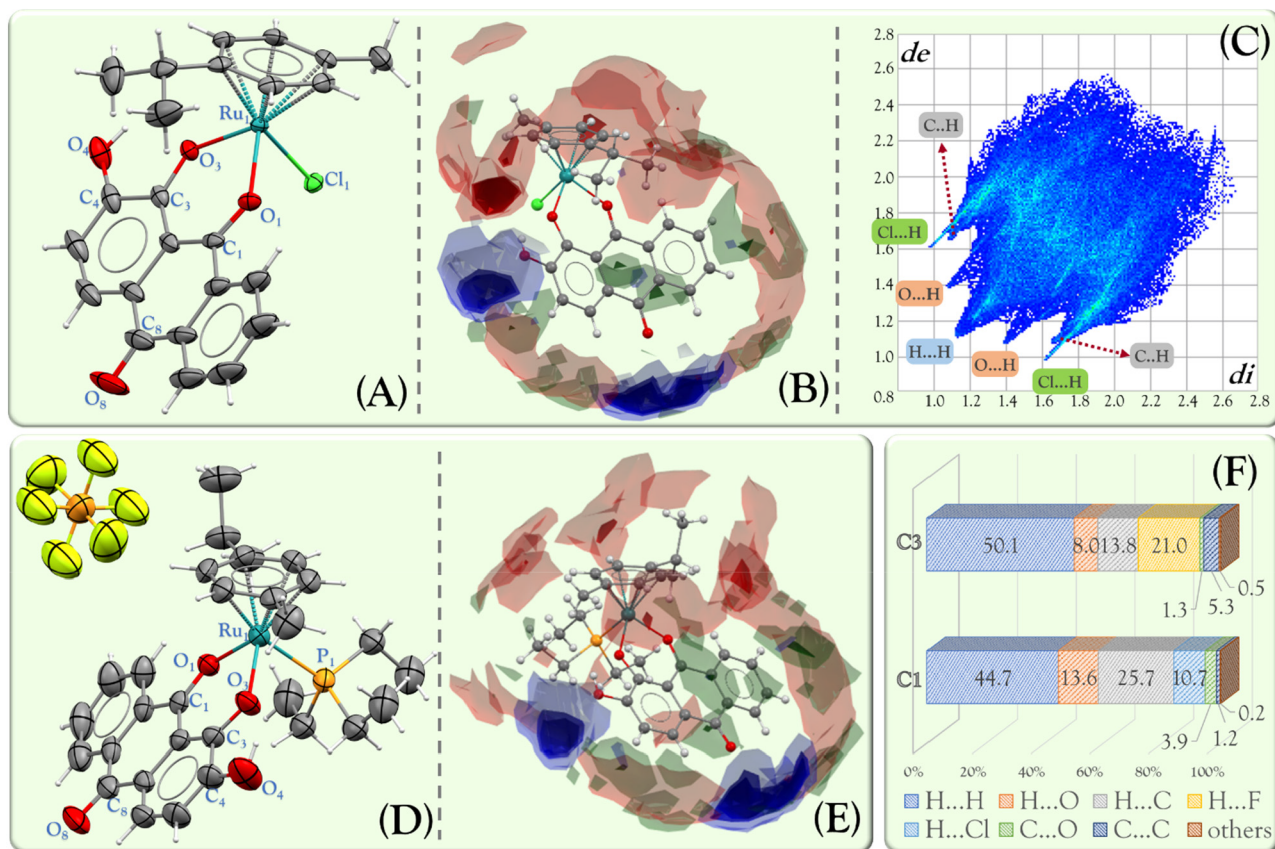 (A)
Ru₁
O₄
O₃
Cl₁
C₄
C₃
O₁
C₁
C₈
O₈
(B)
(C)
de
2.8
2.6
2.4
2.2
2.0
1.8
1.6
1.4
1.2
1.0
0.8
C..H
Cl...H
O...H
H...H
O...H
Cl...H
C..H
di
1.0 1.2 1.4 1.6 1.8 2.0 2.2 2.4 2.6 2.8
(D)
Ru₁
P₁
O₁
O₃
C₁
C₃
C₈
C₄
O₄
O₈
(E)
(F)
C3
50.1 8.0 13.8 21.0
1.3 5.3 0.5
C1
44.7 13.6 25.7 10.7
3.9 1.2 0.2
0% 20% 40% 60% 80% 100%
H...H H...O H...C H...F
H...Cl C...O C...C others